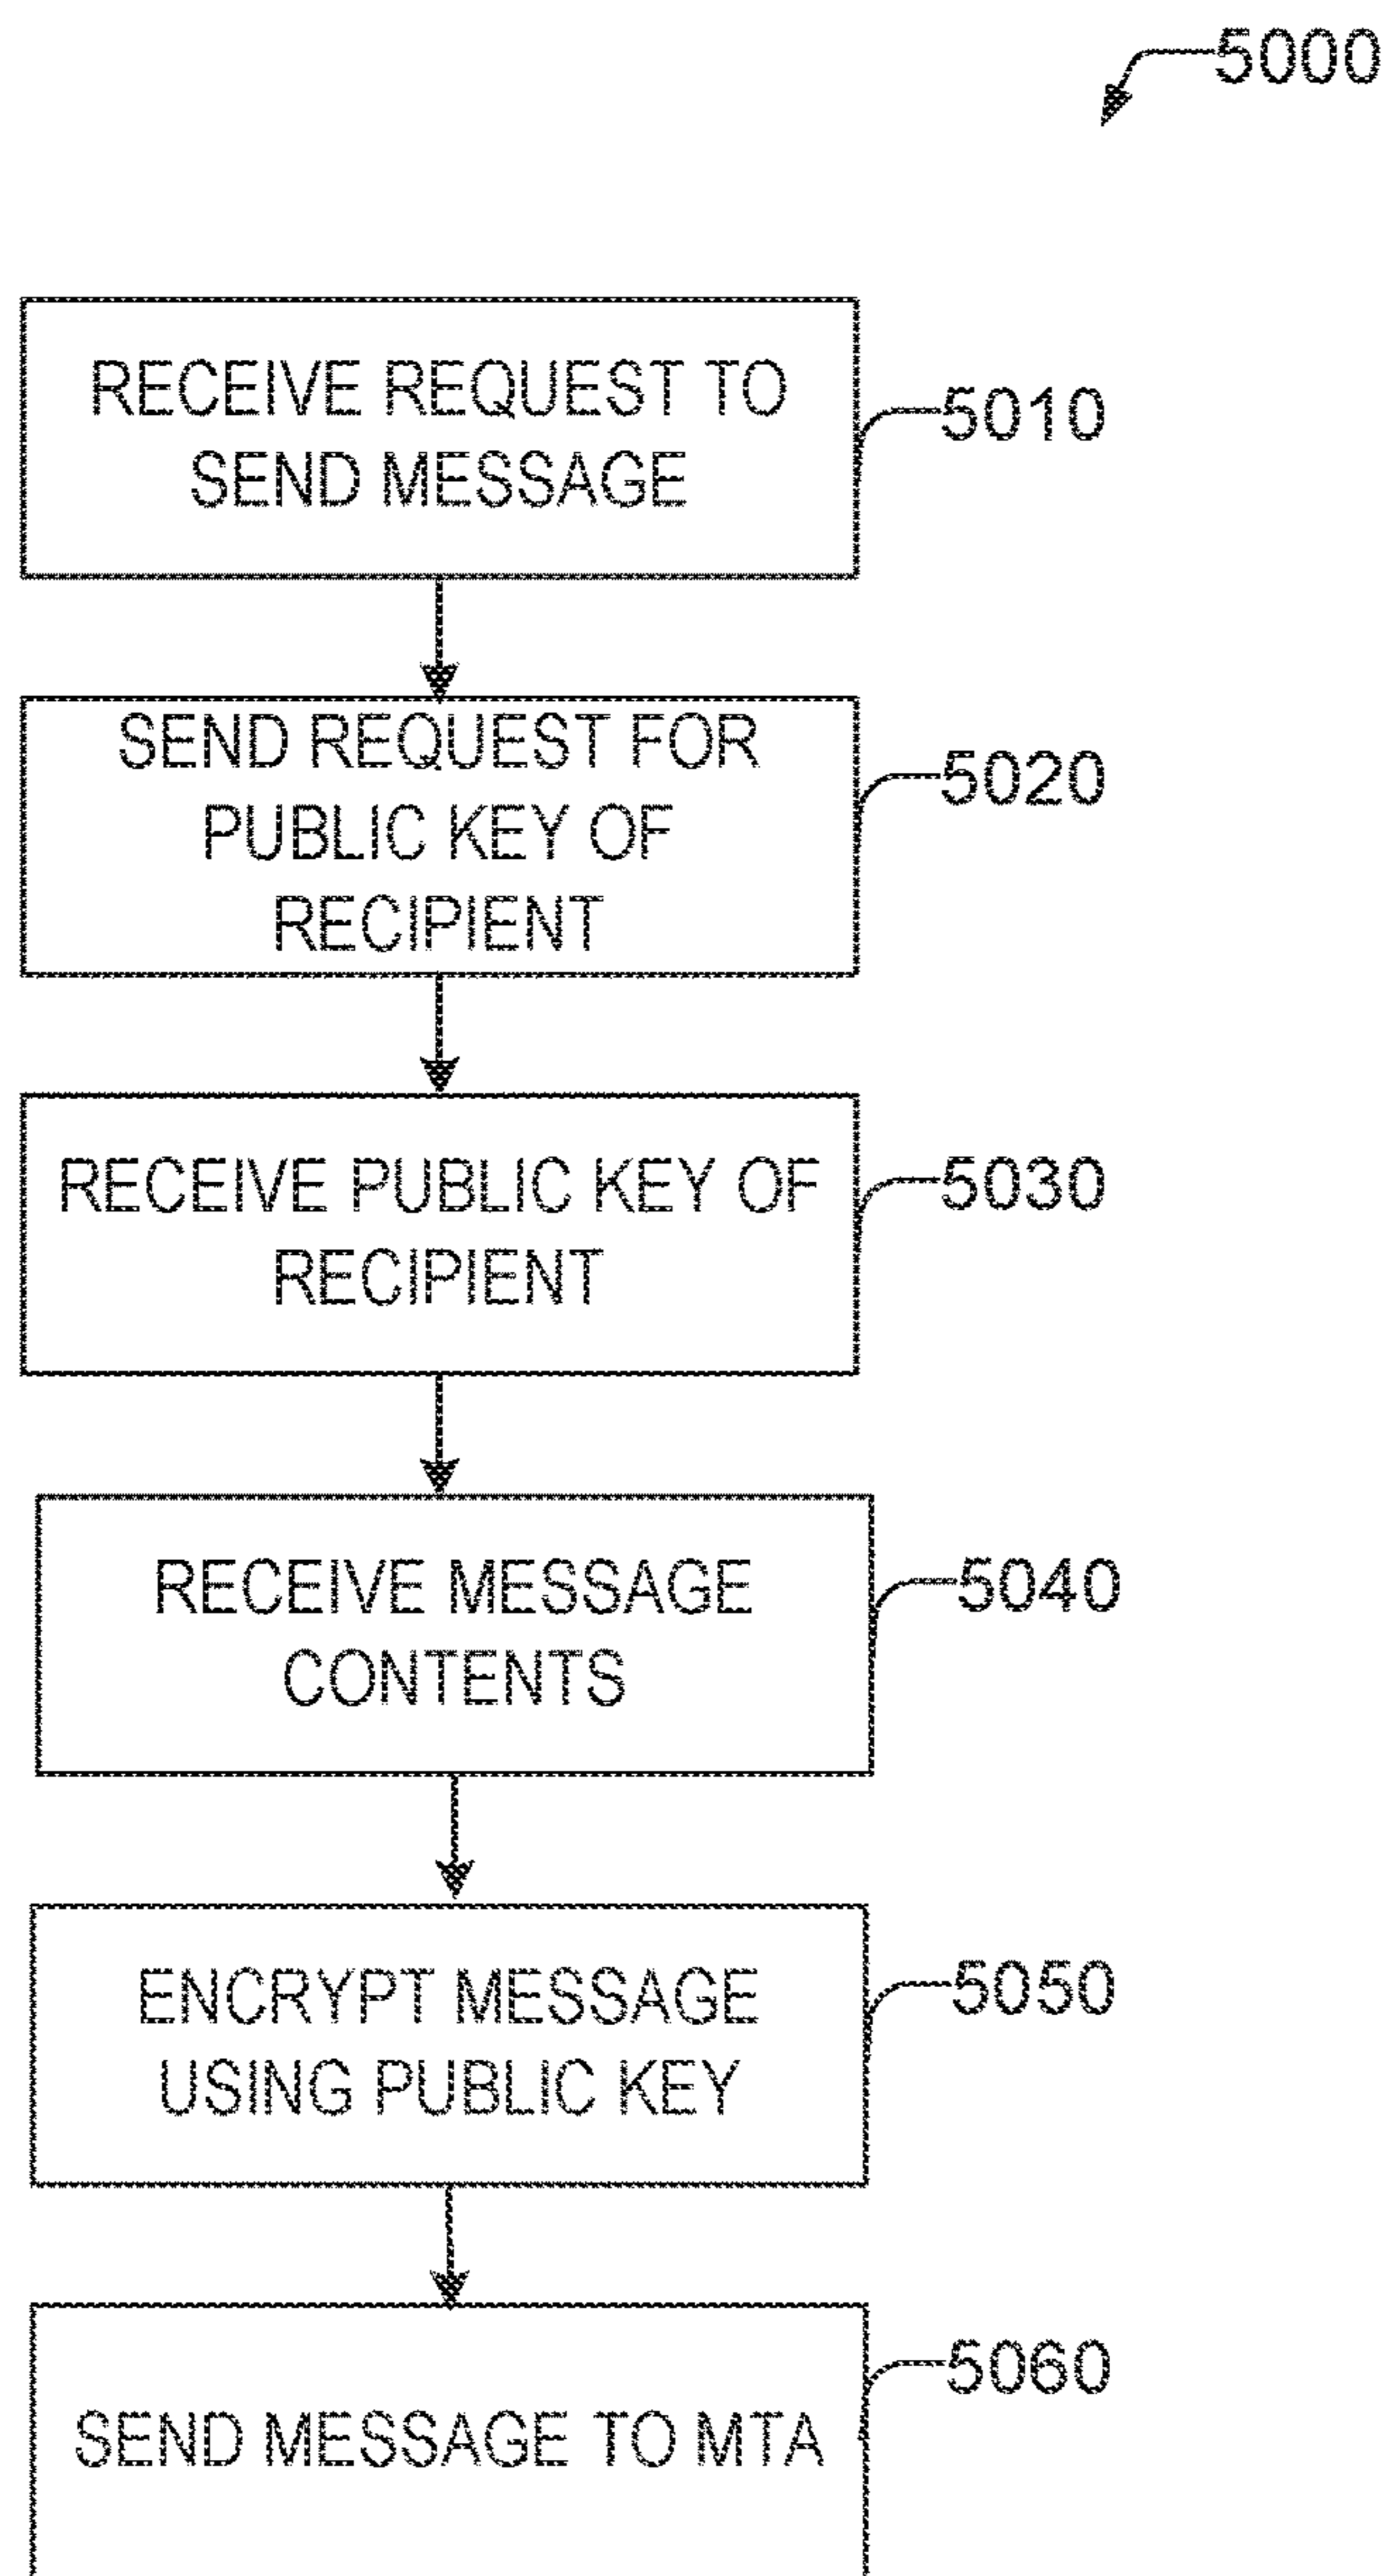 5000
RECEIVE REQUEST TO
SEND MESSAGE
5010
SEND REQUEST FOR
PUBLIC KEY OF
RECIPIENT
5020
RECEIVE PUBLIC KEY OF
RECIPIENT
5030
RECEIVE MESSAGE
CONTENTS
5040
ENCRYPT MESSAGE
USING PUBLIC KEY
5050
SEND MESSAGE TO MTA
5060